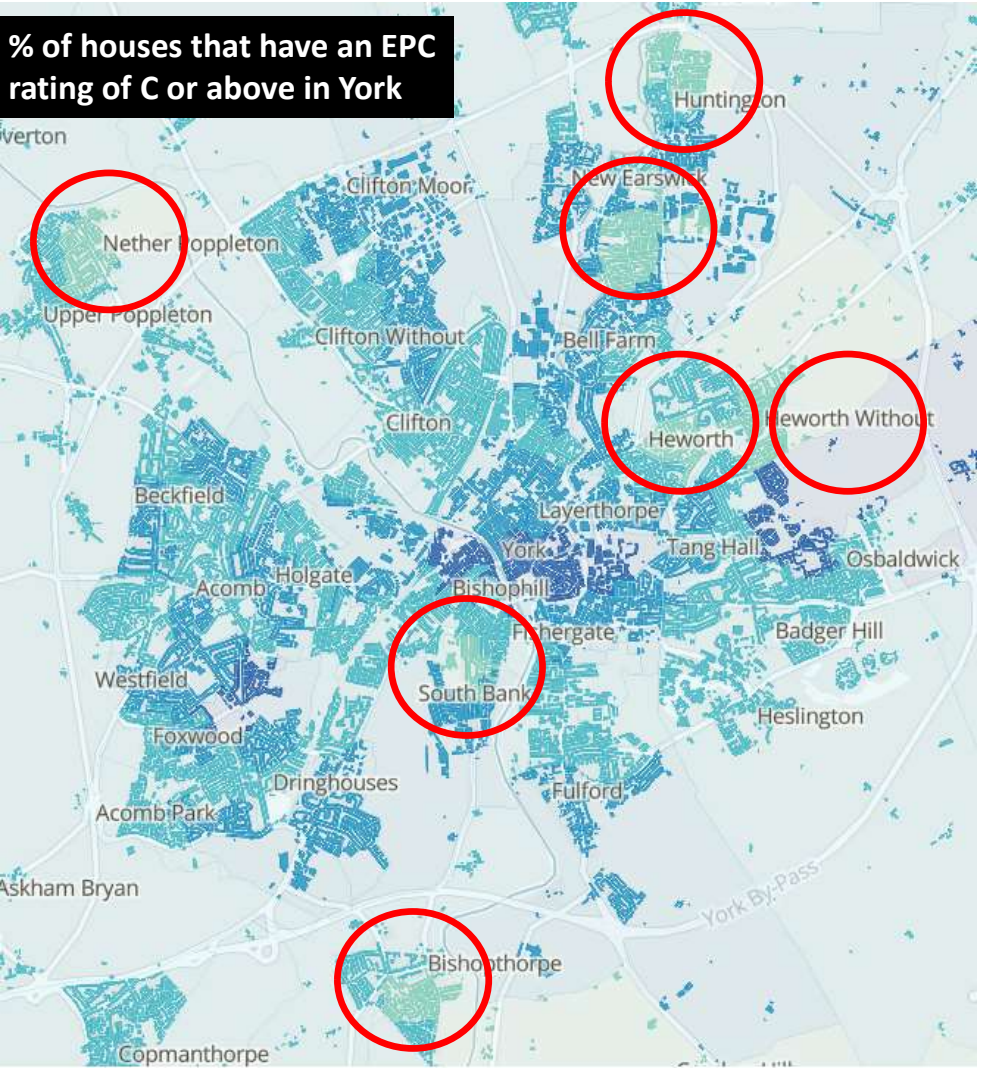 % of houses that have an EPC
rating of C or above in York
Huntington
verton
Clifton Moor
New Earswick
Nether Poppleton
Upper Poppleton
Clifton Without
Bell Farm
Clifton
Heworth
Heworth Without
Beckfield
Layerthorpe
York
Tang Hall
Osbaldwick
Acomb
Holgate
Bishophill
Fishergate
Badger Hill
Westfield
South Bank
Heslington
Foxwood
Dringhouses
Fulford
Acomb Park
Askham Bryan
York By-Pass
Bishopthorpe
Copmanthorpe